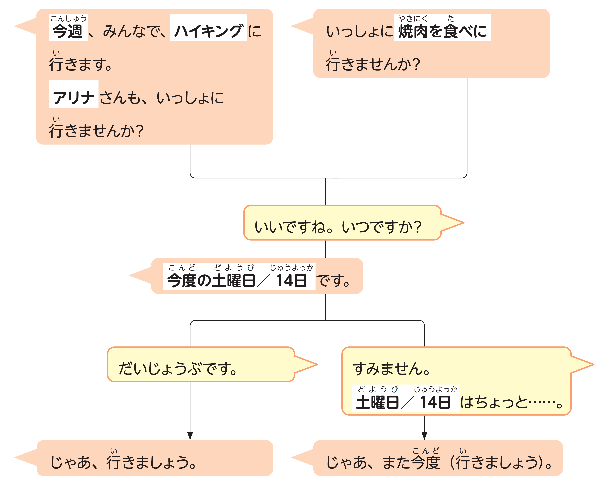 今週、みんなで、ハイキングに
行きます。
アリナさんも、いっしょに
行きませんか?
いっしょに焼肉を食べに
行きませんか?
いいですね。いつですか?
今度の土曜日/14日です。
だいじょうぶです。
すみません。
土曜日/14日はちょっと……。
じゃあ、行きましょう。
じゃあ、また今度(行きましょう)。